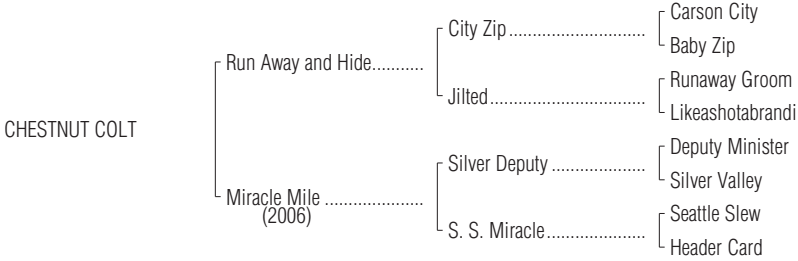 Carson City
City Zip..............................
Baby Zip
Run Away and Hide...........
Runaway Groom
Jilted..................................
Likeashotabrandi
CHESTNUT COLT
Deputy Minister
Silver Deputy ....................
Silver Valley
Miracle Mile .....................
(2006)
Seattle Slew
S. S. Miracle.....................
Header Card